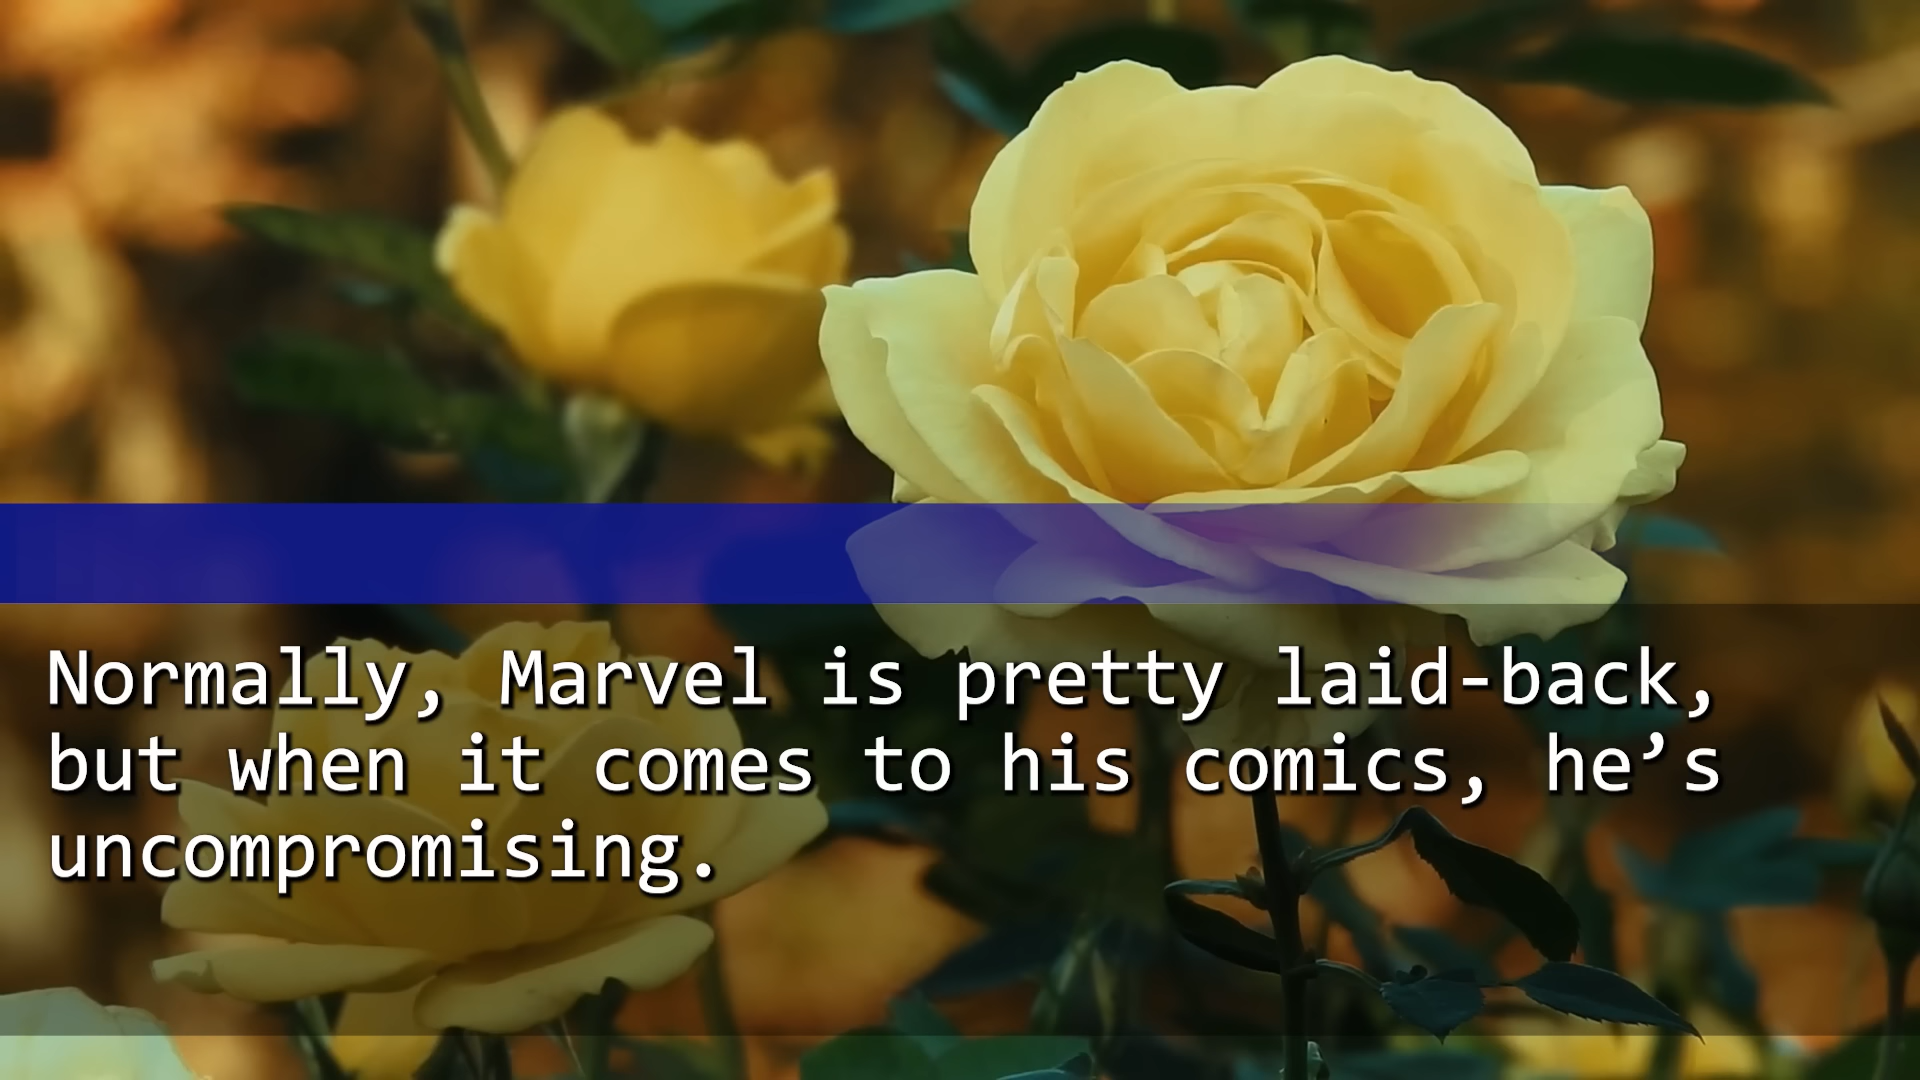 Normally, Marvel is pretty laid-back,
but when it comes to his comics, he’s
uncompromising.